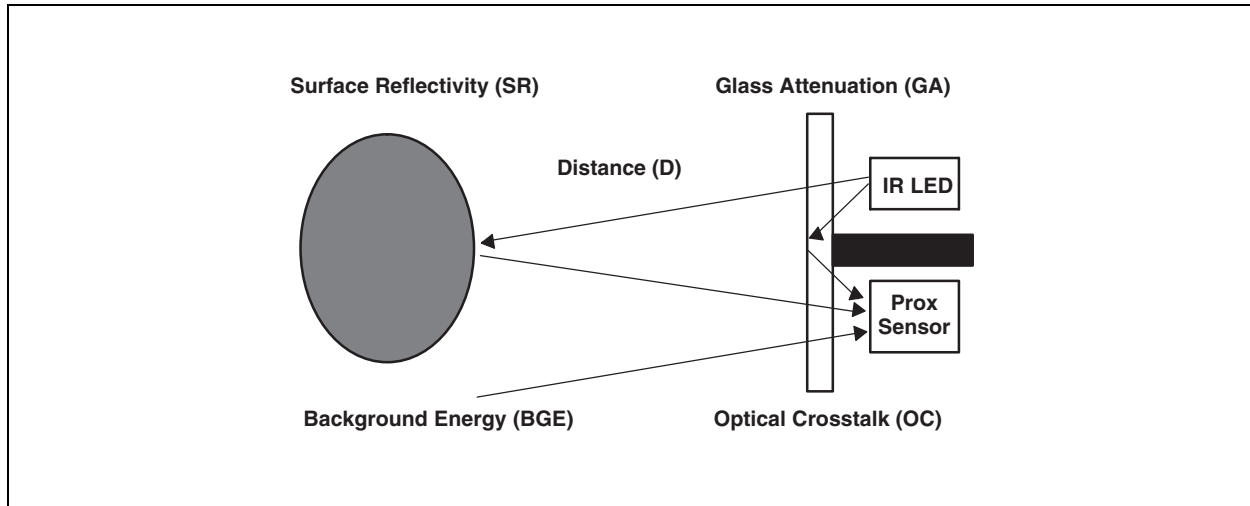 Surface Reflectivity (SR)
Glass Attenuation (GA)
Distance (D)
IR LED
Prox
Sensor
Background Energy (BGE)
Optical Crosstalk (OC)